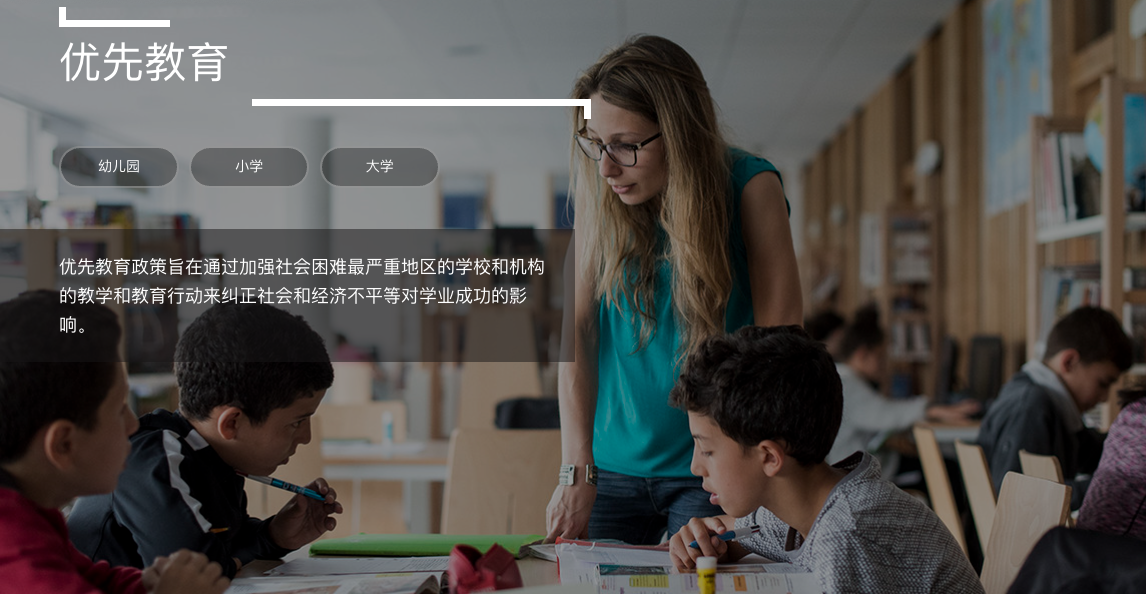 优先教育
幼儿园
小学
大学
优先教育政策旨在通过加强社会困难最严重地区的学校和机构
的教学和教育行动来纠正社会和经济不平等对学业成功的影
响。